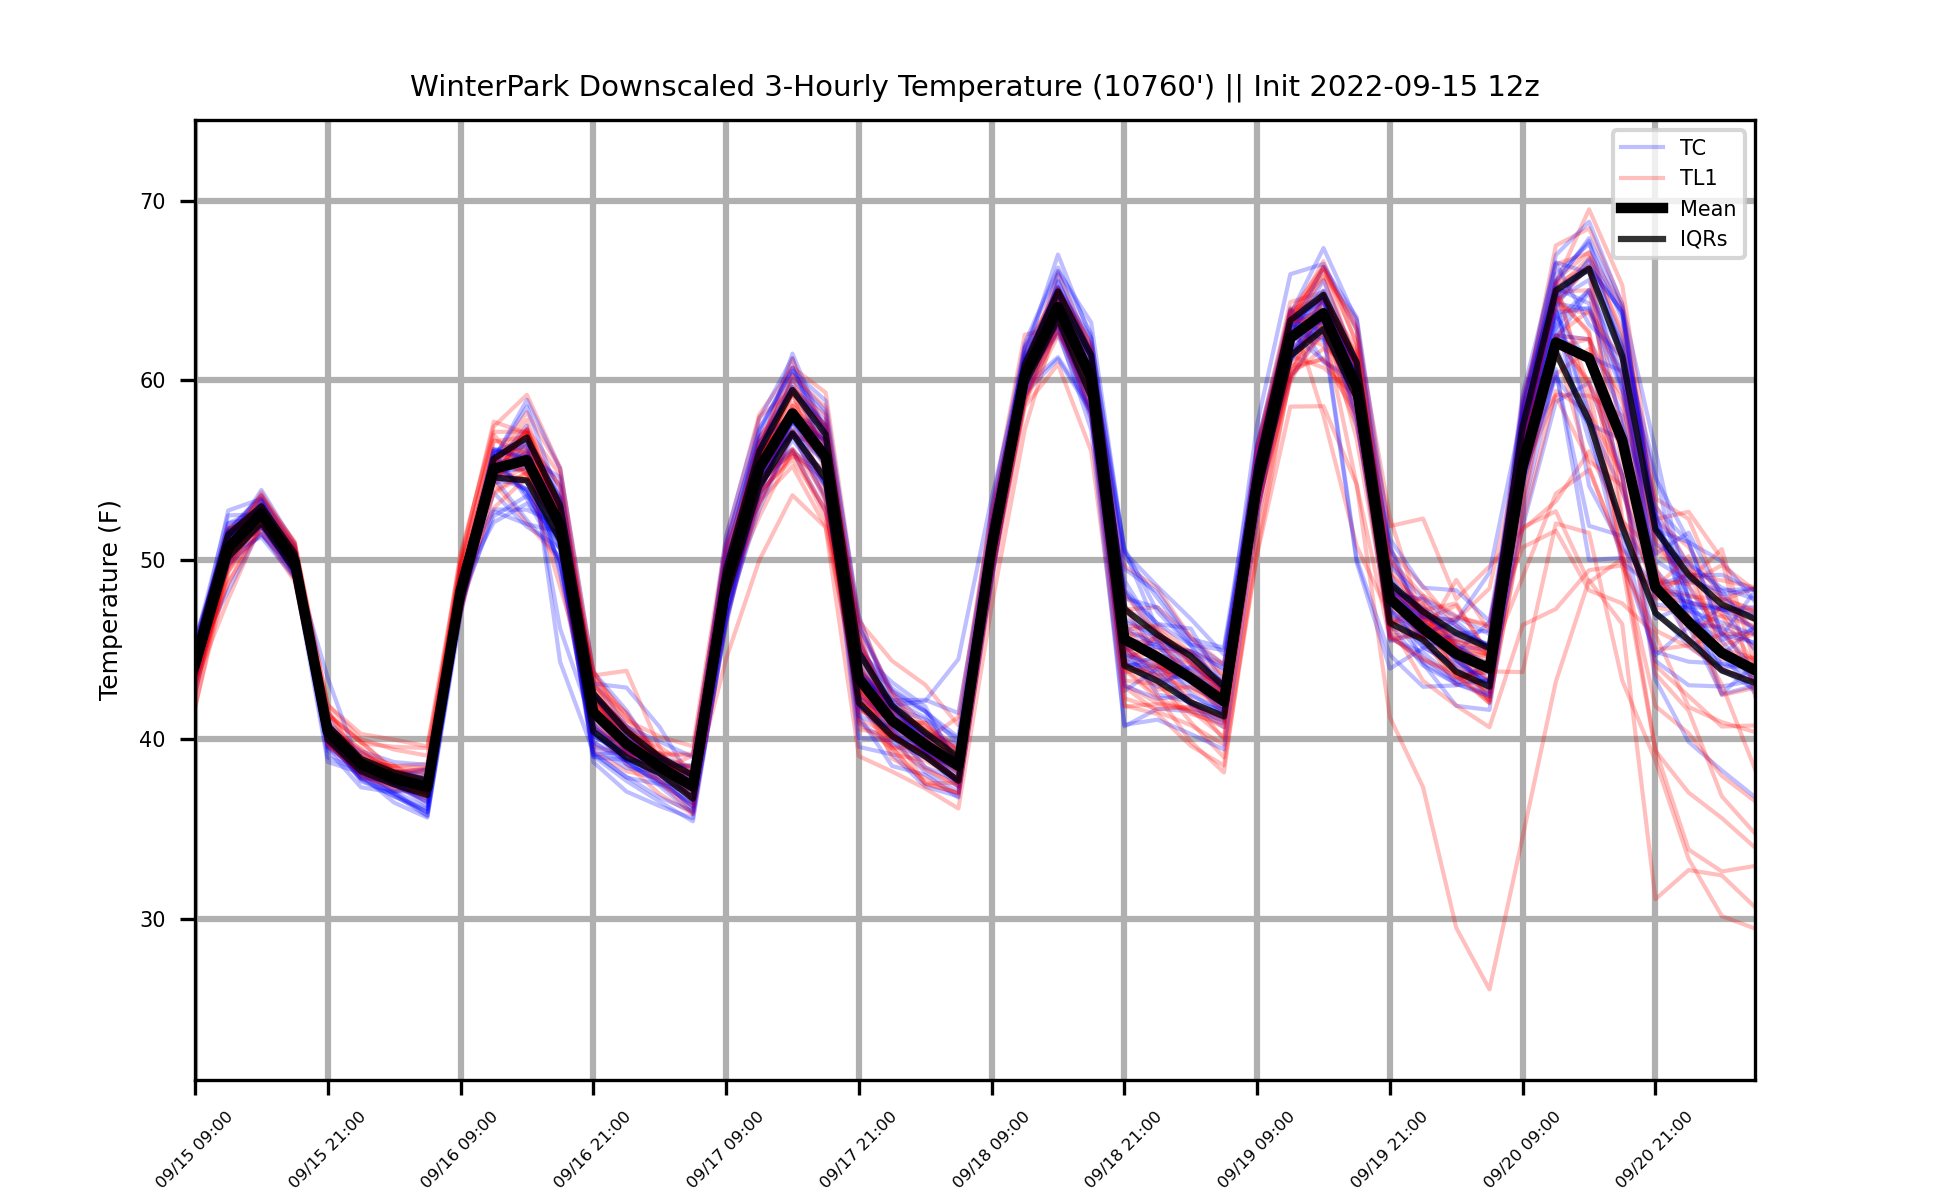 WinterPark Downscaled 3-Hourly Temperature (10760') || Init 2022-09-15 12z
TC
TL1
Mean
IQRs
Temperature (F)
70
60
50
40
30
09/15 09:00
09/15 21:00
09/16 09:00
09/16 21:00
09/17 09:00
09/17 21:00
09/18 09:00
09/18 21:00
09/19 09:00
09/19 21:00
09/20 09:00
09/20 21:00